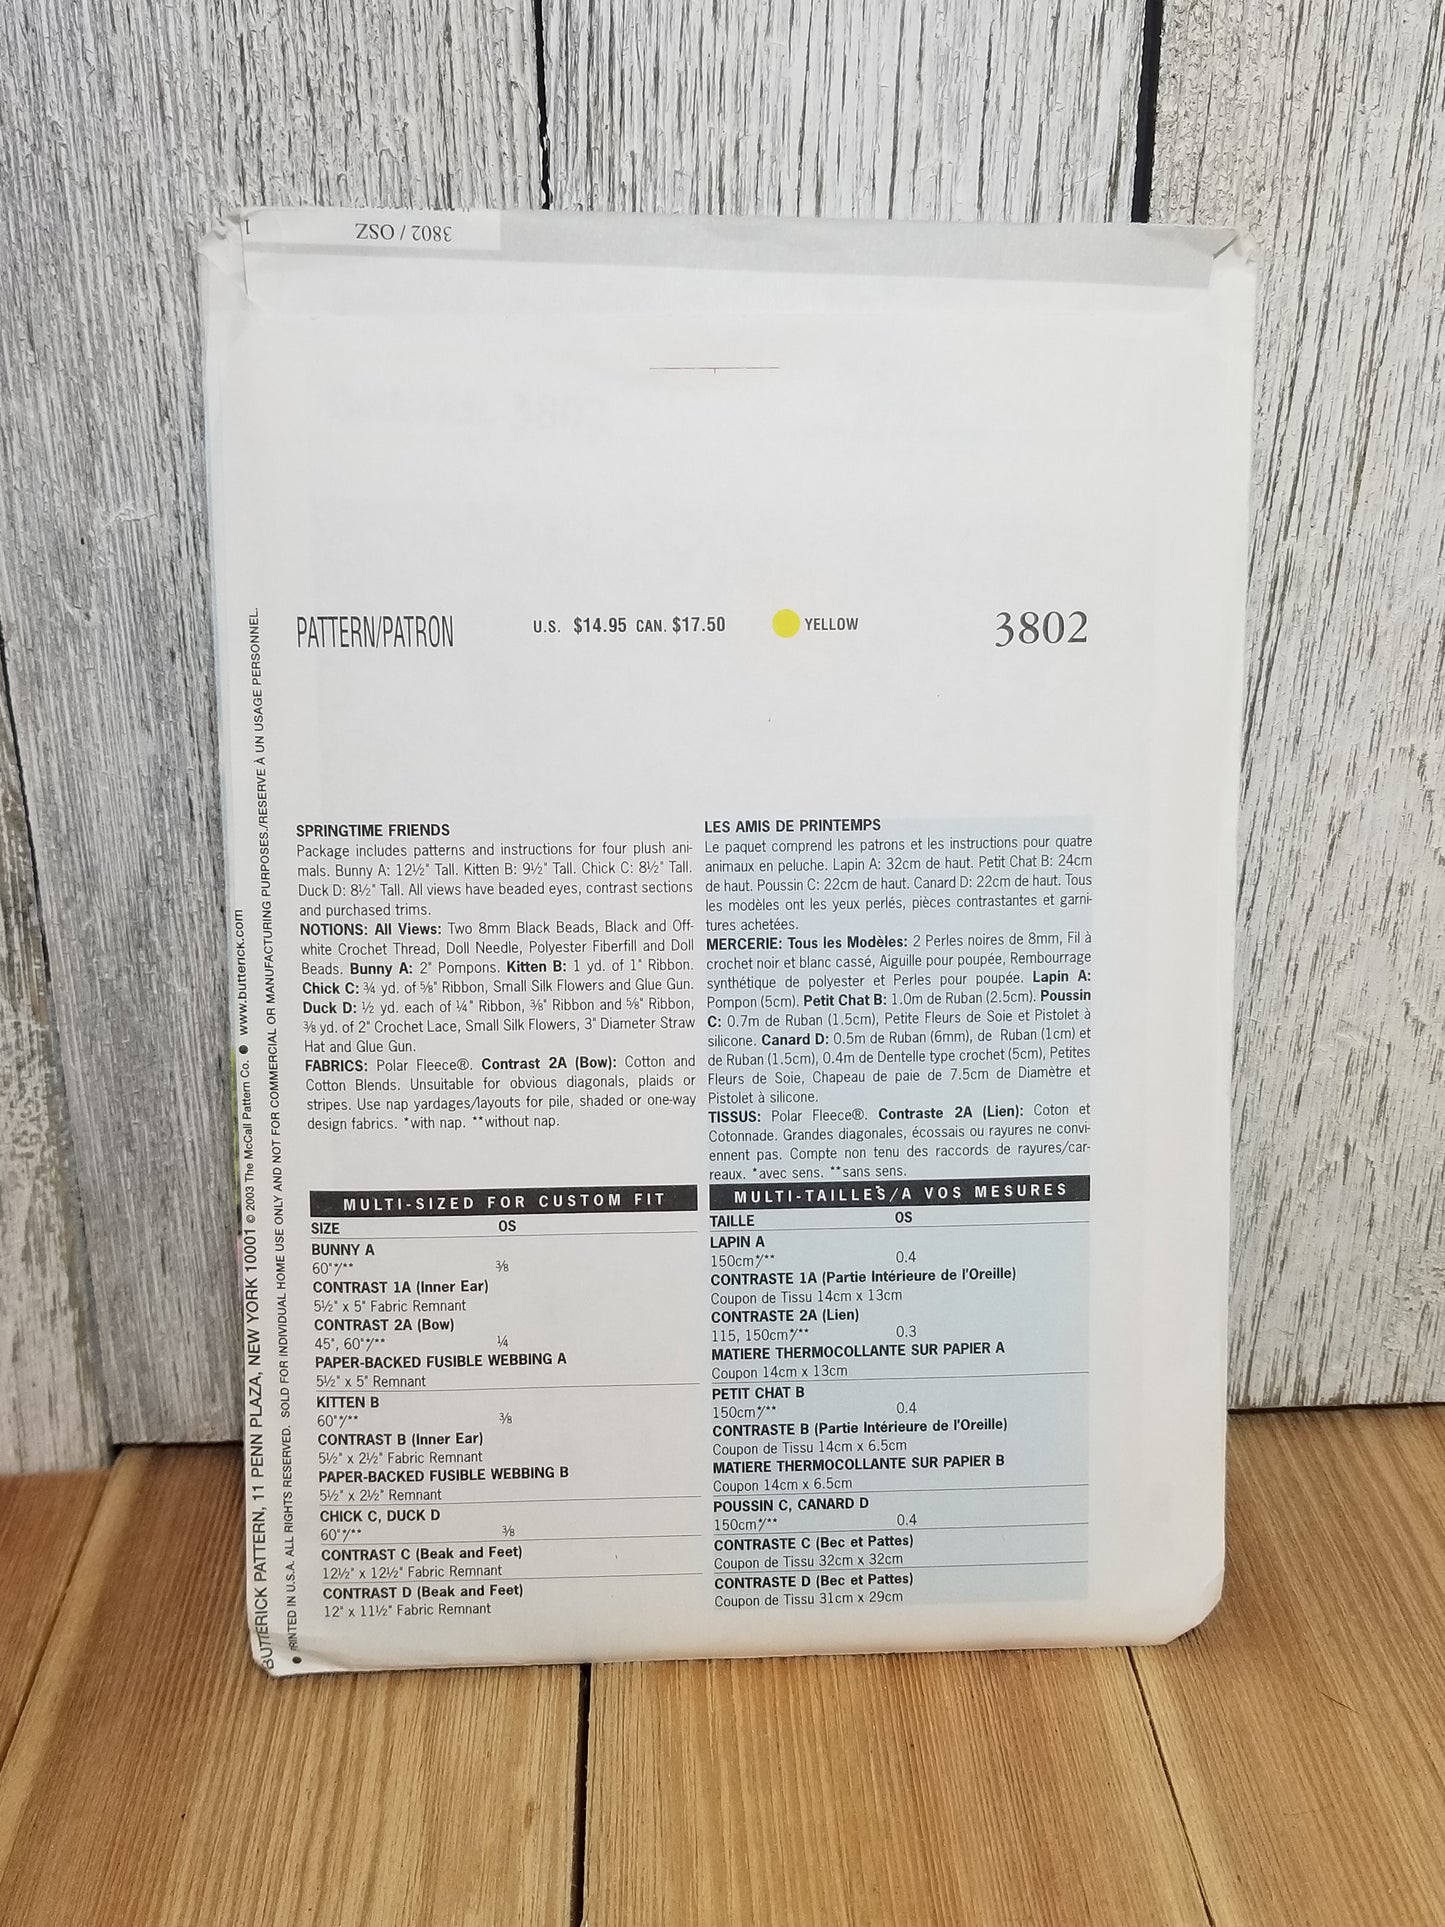 3802 / OSZ
1
PATTERN/PATRON
U.S. $14.95 CAN. $17.50
YELLOW
3802
BUTTERICK PATTERN, 11 PENN PLAZA, NEW YORK 10001 © 2003 The McCall Pattern Co. ● www.butterick.com
● PRINTED IN U.S.A. ALL RIGHTS RESERVED. SOLD FOR INDIVIDUAL HOME USE ONLY AND NOT FOR COMMERCIAL OR MANUFACTURING PURPOSES./RESERVE À UN USAGE PERSONNEL.
SPRINGTIME FRIENDS
Package includes patterns and instructions for four plush ani-
mals. Bunny A: 12½" Tall. Kitten B: 9½" Tall. Chick C: 8½" Tall.
Duck D: 8½" Tall. All views have beaded eyes, contrast sections
and purchased trims.
NOTIONS: All Views: Two 8mm Black Beads, Black and Off-
white Crochet Thread, Doll Needle, Polyester Fiberfill and Doll
Beads. Bunny A: 2" Pompons. Kitten B: 1 yd. of 1" Ribbon.
Chick C: ¾ yd. of ⅝" Ribbon, Small Silk Flowers and Glue Gun.
Duck D: ½ yd. each of ¼" Ribbon, ⅜" Ribbon and ⅝" Ribbon,
⅜ yd. of 2" Crochet Lace, Small Silk Flowers, 3" Diameter Straw
Hat and Glue Gun.
FABRICS: Polar Fleece®. Contrast 2A (Bow): Cotton and
Cotton Blends. Unsuitable for obvious diagonals, plaids or
stripes. Use nap yardages/layouts for pile, shaded or one-way
design fabrics. *with nap. **without nap.
MULTI-SIZED FOR CUSTOM FIT
SIZE OS
BUNNY A
60"*/** ⅜
CONTRAST 1A (Inner Ear)
5½" x 5" Fabric Remnant
CONTRAST 2A (Bow)
45", 60"*/** ¼
PAPER-BACKED FUSIBLE WEBBING A
5½" x 5" Remnant
KITTEN B
60"*/** ⅜
CONTRAST B (Inner Ear)
5½" x 2½" Fabric Remnant
PAPER-BACKED FUSIBLE WEBBING B
5½" x 2½" Remnant
CHICK C, DUCK D
60"*/** ⅜
CONTRAST C (Beak and Feet)
12½" x 12½" Fabric Remnant
CONTRAST D (Beak and Feet)
12" x 11½" Fabric Remnant
LES AMIS DE PRINTEMPS
Le paquet comprend les patrons et les instructions pour quatre
animaux en peluche. Lapin A: 32cm de haut. Petit Chat B: 24cm
de haut. Poussin C: 22cm de haut. Canard D: 22cm de haut. Tous
les modèles ont les yeux perlés, pièces contrastantes et garni-
tures achetées.
MERCERIE: Tous les Modèles: 2 Perles noires de 8mm, Fil à
crochet noir et blanc cassé, Aiguille pour poupée, Rembourrage
synthétique de polyester et Perles pour poupée. Lapin A:
Pompon (5cm). Petit Chat B: 1.0m de Ruban (2.5cm). Poussin
C: 0.7m de Ruban (1.5cm), Petite Fleurs de Soie et Pistolet à
silicone. Canard D: 0.5m de Ruban (6mm), de Ruban (1cm) et
de Ruban (1.5cm), 0.4m de Dentelle type crochet (5cm), Petites
Fleurs de Soie, Chapeau de paie de 7.5cm de Diamètre et
Pistolet à silicone.
TISSUS: Polar Fleece®. Contraste 2A (Lien): Coton et
Cotonnade. Grandes diagonales, écossais ou rayures ne convi-
ennent pas. Compte non tenu des raccords de rayures/car-
reaux. *avec sens. **sans sens.
MULTI-TAILLES/A VOS MESURES
TAILLE OS
LAPIN A
150cm*/** 0.4
CONTRASTE 1A (Partie Intérieure de l'Oreille)
Coupon de Tissu 14cm x 13cm
CONTRASTE 2A (Lien)
115, 150cm*/** 0.3
MATIERE THERMOCOLLANTE SUR PAPIER A
Coupon 14cm x 13cm
PETIT CHAT B
150cm*/** 0.4
CONTRASTE B (Partie Intérieure de l'Oreille)
Coupon de Tissu 14cm x 6.5cm
MATIERE THERMOCOLLANTE SUR PAPIER B
Coupon 14cm x 6.5cm
POUSSIN C, CANARD D
150cm*/** 0.4
CONTRASTE C (Bec et Pattes)
Coupon de Tissu 32cm x 32cm
CONTRASTE D (Bec et Pattes)
Coupon de Tissu 31cm x 29cm